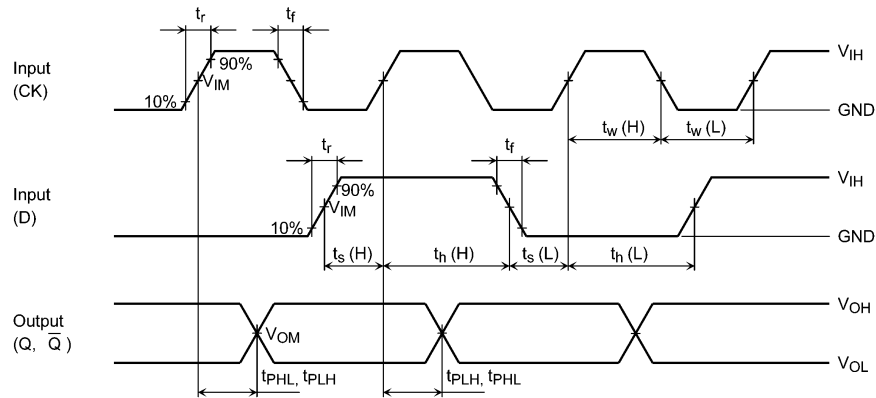 tr
tf
Input
(CK)
90%
VIM
10%
VIH
GND
tw (H)
tw (L)
tr
tf
Input
(D)
90%
VIM
10%
VIH
GND
ts (H)
th (H)
ts (L)
th (L)
Output
(Q, Q̅ )
VOH
VOM
VOL
tPHL, tPLH
tPLH, tPHL